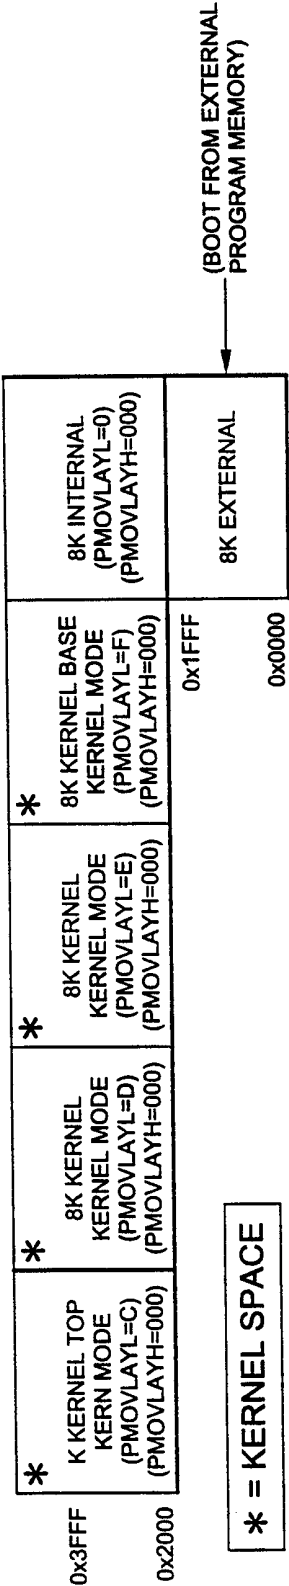 0x3FFF
0x2000
*
K KERNEL TOP
KERN MODE
(PMOVLAYL=C)
(PMOVLAYH=000)
*
8K KERNEL
KERNEL MODE
(PMOVLAYL=D)
(PMOVLAYH=000)
*
8K KERNEL
KERNEL MODE
(PMOVLAYL=E)
(PMOVLAYH=000)
*
8K KERNEL BASE
KERNEL MODE
(PMOVLAYL=F)
(PMOVLAYH=000)
8K INTERNAL
(PMOVLAYL=0)
(PMOVLAYH=000)
0x1FFF
0x0000
8K EXTERNAL
(BOOT FROM EXTERNAL
PROGRAM MEMORY)
* = KERNEL SPACE